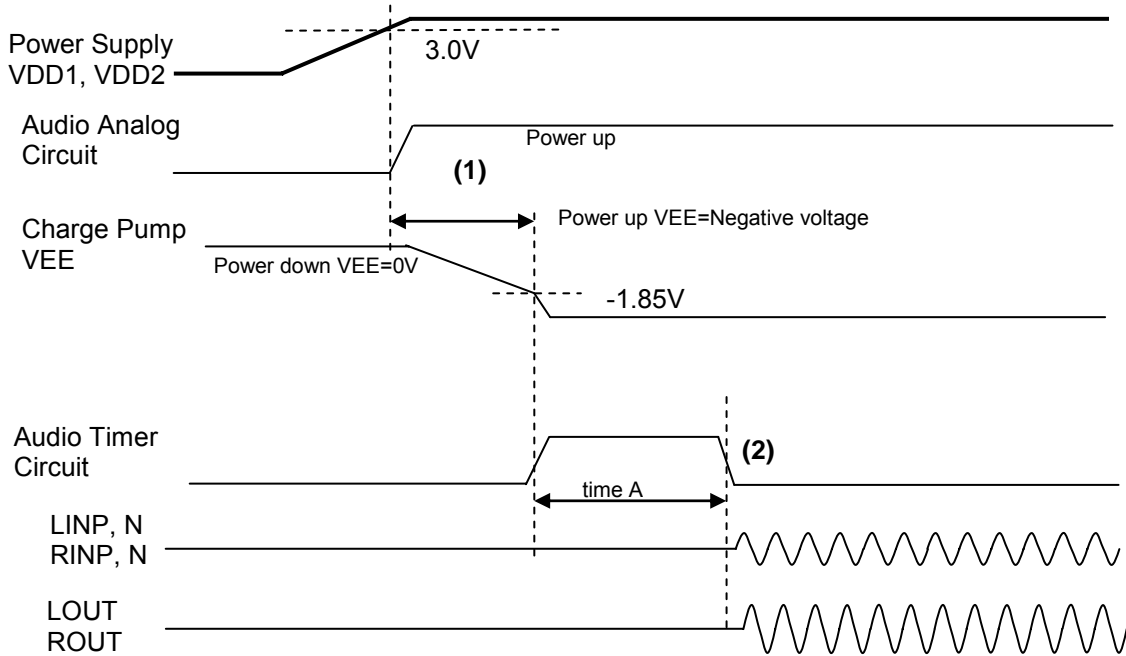 Power Supply
VDD1, VDD2
3.0V
Audio Analog
Circuit
Power up
(1)
Charge Pump
VEE
Power up VEE=Negative voltage
Power down VEE=0V
-1.85V
Audio Timer
Circuit
(2)
time A
LINP, N
RINP, N
LOUT
ROUT